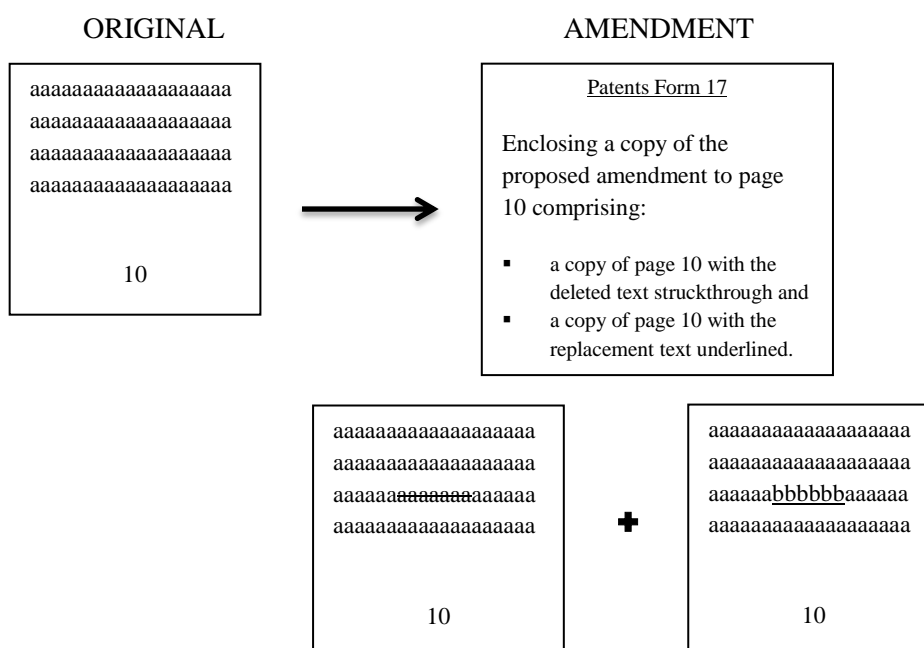 ORIGINAL
aaaaaaaaaaaaaaaaaaa
aaaaaaaaaaaaaaaaaaa
aaaaaaaaaaaaaaaaaaa
aaaaaaaaaaaaaaaaaaa
10
AMENDMENT
Patents Form 17
Enclosing a copy of the
proposed amendment to page
10 comprising:
▪ a copy of page 10 with the
deleted text struckthrough and
▪ a copy of page 10 with the
replacement text underlined.
aaaaaaaaaaaaaaaaaaa
aaaaaaaaaaaaaaaaaaa
aaaaaaaaaaaaaaaaaaa
aaaaaaaaaaaaaaaaaaa
10
aaaaaaaaaaaaaaaaaaa
aaaaaaaaaaaaaaaaaaa
aaaaaabbbbbbaaaaaa
aaaaaaaaaaaaaaaaaaa
10